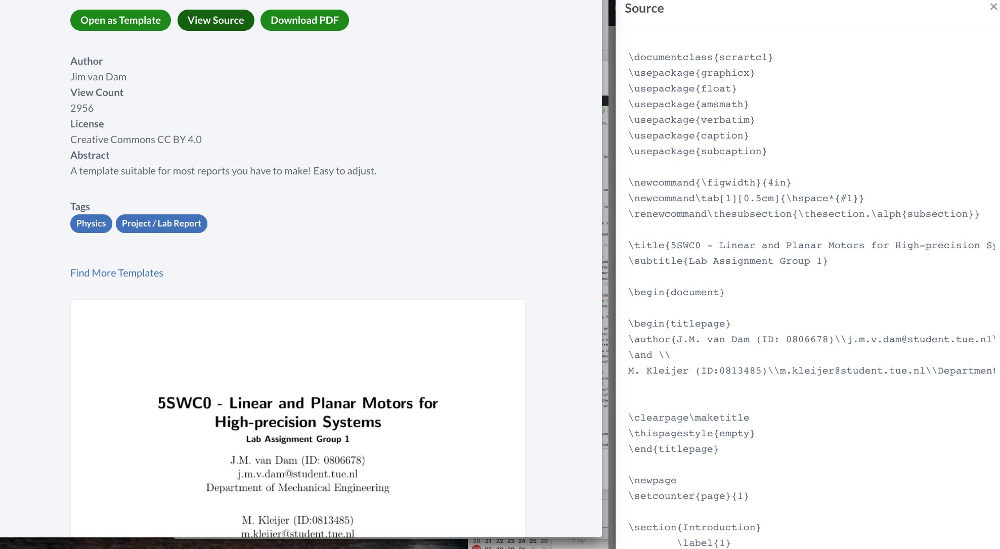 Open as Template View Source Download PDF
Author
Jim van Dam
View Count
2956
License
Creative Commons CC BY 4.0
Abstract
A template suitable for most reports you have to make! Easy to adjust.
Tags
Physics Project / Lab Report
Find More Templates
5SWC0 - Linear and Planar Motors for
High-precision Systems
Lab Assignment Group 1
J.M. van Dam (ID: 0806678)
j.m.v.dam@student.tue.nl
Department of Mechanical Engineering
M. Kleijer (ID:0813485)
m.kleijer@student.tue.nl
Source ×
\documentclass{scrartcl}
\usepackage{graphicx}
\usepackage{float}
\usepackage{amsmath}
\usepackage{verbatim}
\usepackage{caption}
\usepackage{subcaption}
\newcommand{\figwidth}{4in}
\newcommand\tab[1][0.5cm]{\hspace*{#1}}
\renewcommand\thesubsection{\thesection.\alph{subsection}}
\title{5SWC0 - Linear and Planar Motors for High-precision Sy
\subtitle{Lab Assignment Group 1}
\begin{document}
\begin{titlepage}
\author{J.M. van Dam (ID: 0806678)\\j.m.v.dam@student.tue.nl\
\and \\
M. Kleijer (ID:0813485)\\m.kleijer@student.tue.nl\\Department
\clearpage\maketitle
\thispagestyle{empty}
\end{titlepage}
\newpage
\setcounter{page}{1}
\section{Introduction}
\label{1}
20 21 22 23 24 25 26
7 PM